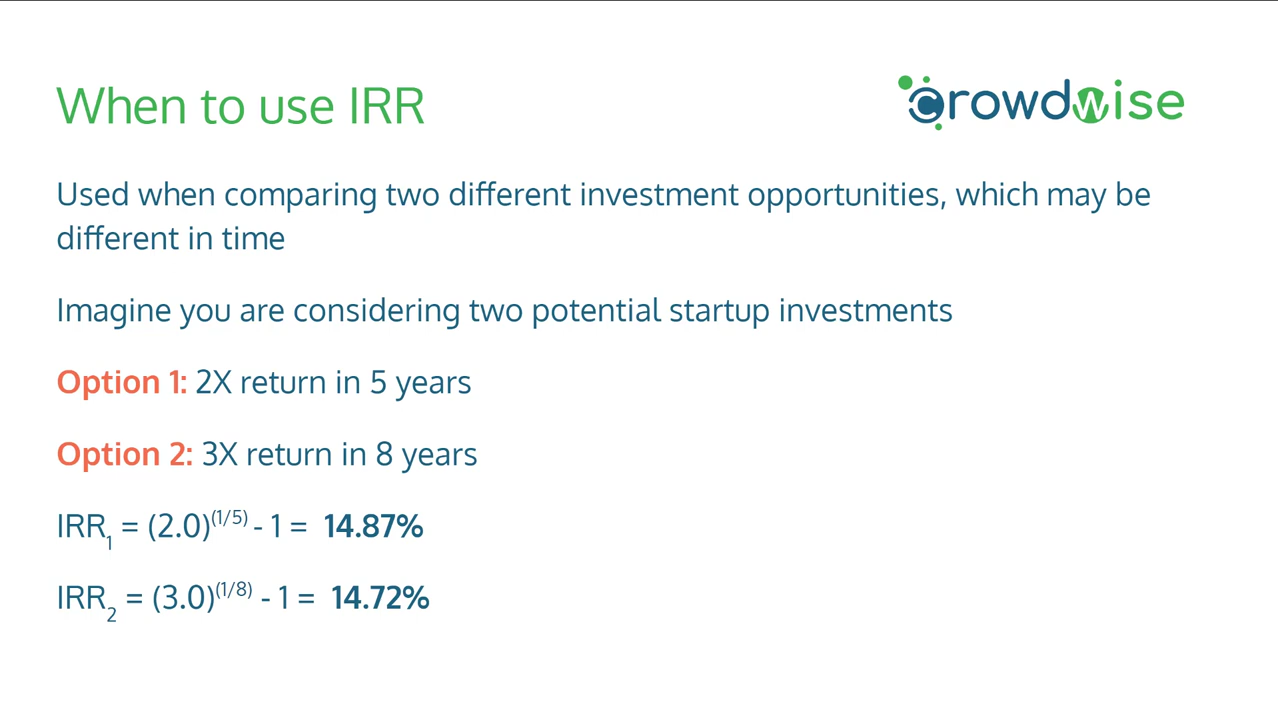 When to use IRR
crowdwise
Used when comparing two different investment opportunities, which may be
different in time
Imagine you are considering two potential startup investments
Option 1: 2X return in 5 years
Option 2: 3X return in 8 years
IRR₁ = (2.0)⁽¹/⁵⁾ - 1 = 14.87%
IRR₂ = (3.0)⁽¹/⁸⁾ - 1 = 14.72%